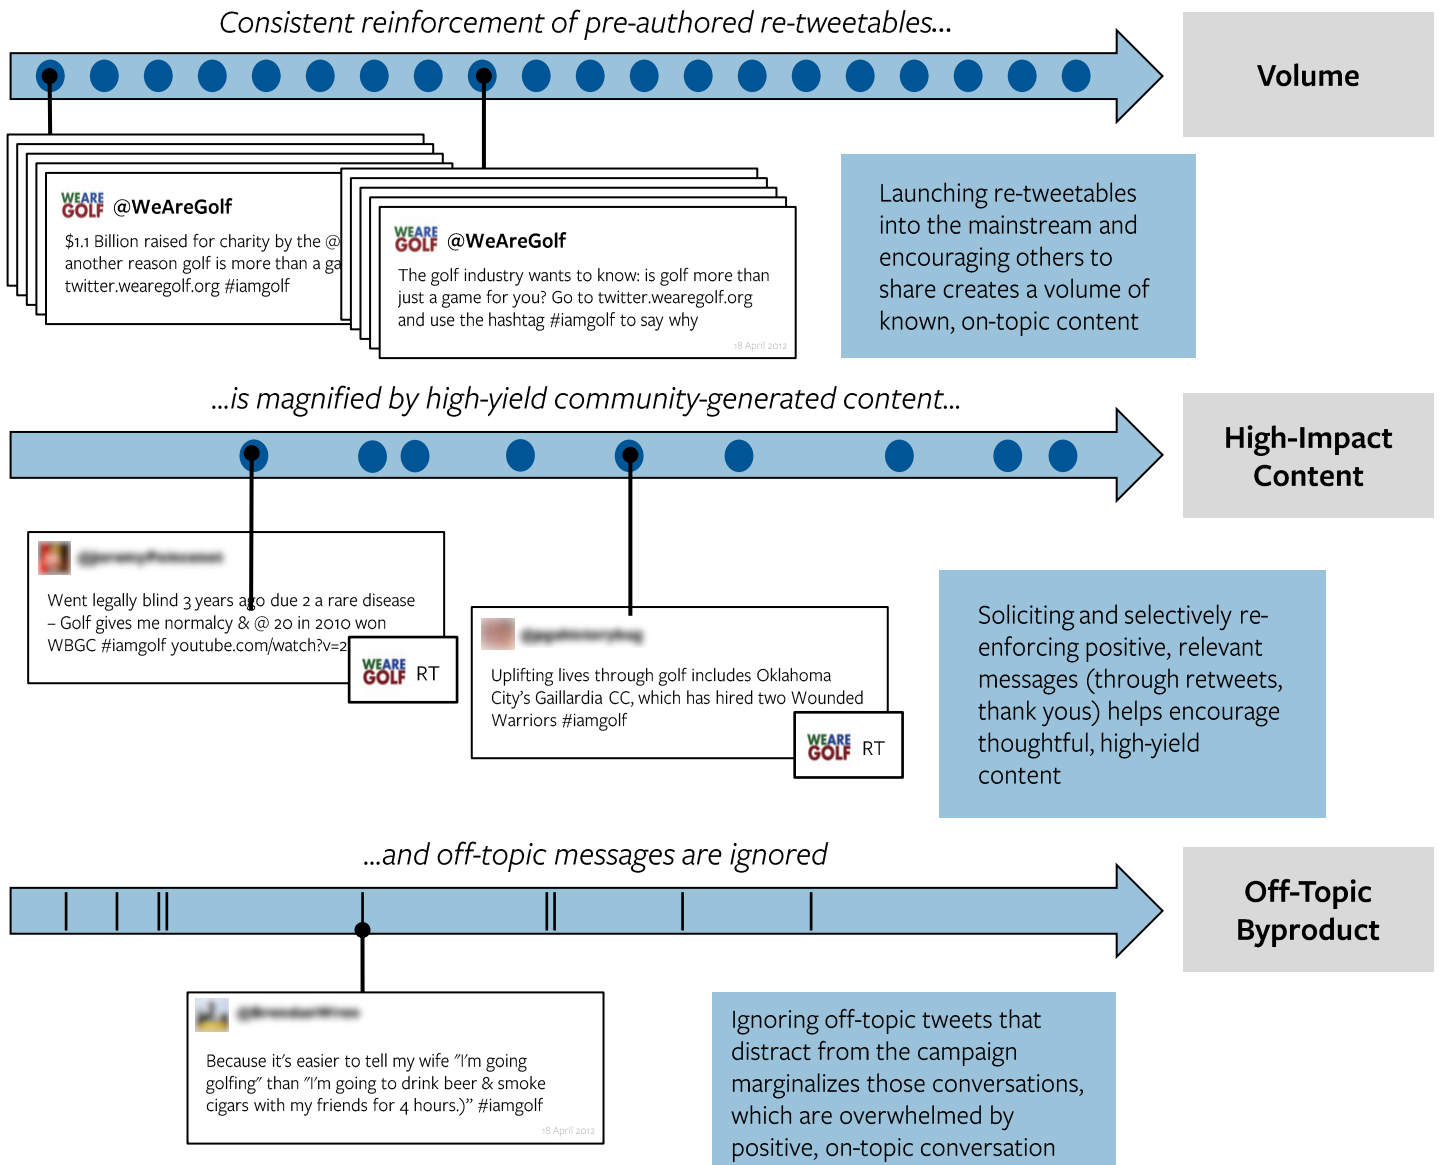 Consistent reinforcement of pre-authored re-tweetables...
Volume
WEARE
GOLF
@WeAreGolf
$1.1 Billion raised for charity by the @
another reason golf is more than a ga
twitter.wearegolf.org #iamgolf
WEARE
GOLF
@WeAreGolf
The golf industry wants to know: is golf more than
just a game for you? Go to twitter.wearegolf.org
and use the hashtag #iamgolf to say why
18 April 2012
Launching re-tweetables
into the mainstream and
encouraging others to
share creates a volume of
known, on-topic content
...is magnified by high-yield community-generated content...
High-Impact
Content
Went legally blind 3 years ago due 2 a rare disease
– Golf gives me normalcy & @ 20 in 2010 won
WBGC #iamgolf youtube.com/watch?v=2
WEARE
GOLF
RT
Uplifting lives through golf includes Oklahoma
City's Gaillardia CC, which has hired two Wounded
Warriors #iamgolf
WEARE
GOLF
RT
Soliciting and selectively re-
enforcing positive, relevant
messages (through retweets,
thank yous) helps encourage
thoughtful, high-yield
content
...and off-topic messages are ignored
Off-Topic
Byproduct
Because it's easier to tell my wife "I'm going
golfing" than "I'm going to drink beer & smoke
cigars with my friends for 4 hours.)" #iamgolf
18 April 2012
Ignoring off-topic tweets that
distract from the campaign
marginalizes those conversations,
which are overwhelmed by
positive, on-topic conversation